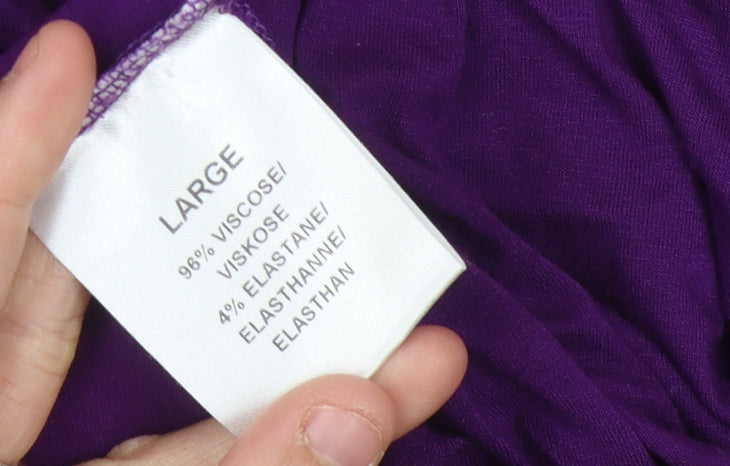 LARGE
96% VISCOSE/
VISKOSE
4% ELASTANE/
ELASTHANNE/
ELASTHAN